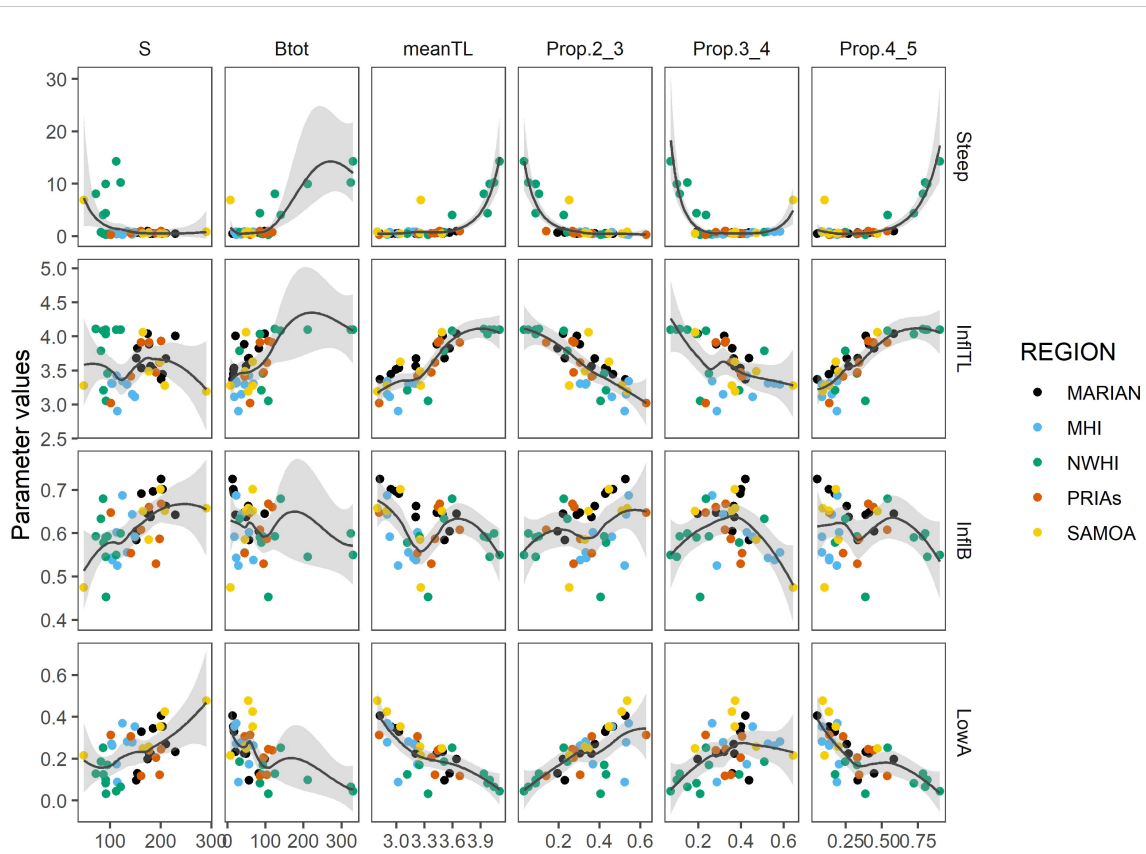 S Btot meanTL Prop.2_3 Prop.3_4 Prop.4_5
30
20
10
0
Steep
5.0
4.5
4.0
3.5
3.0
2.5
InflTL
0.7
0.6
0.5
0.4
InflB
0.6
0.4
0.2
0.0
LowA
Parameter values
100 200 300 0 100 200 300 3.0 3.3 3.6 3.9 0.2 0.4 0.6 0.2 0.4 0.6 0.25 0.50 0.75
REGION
MARIAN
MHI
NWHI
PRIAs
SAMOA